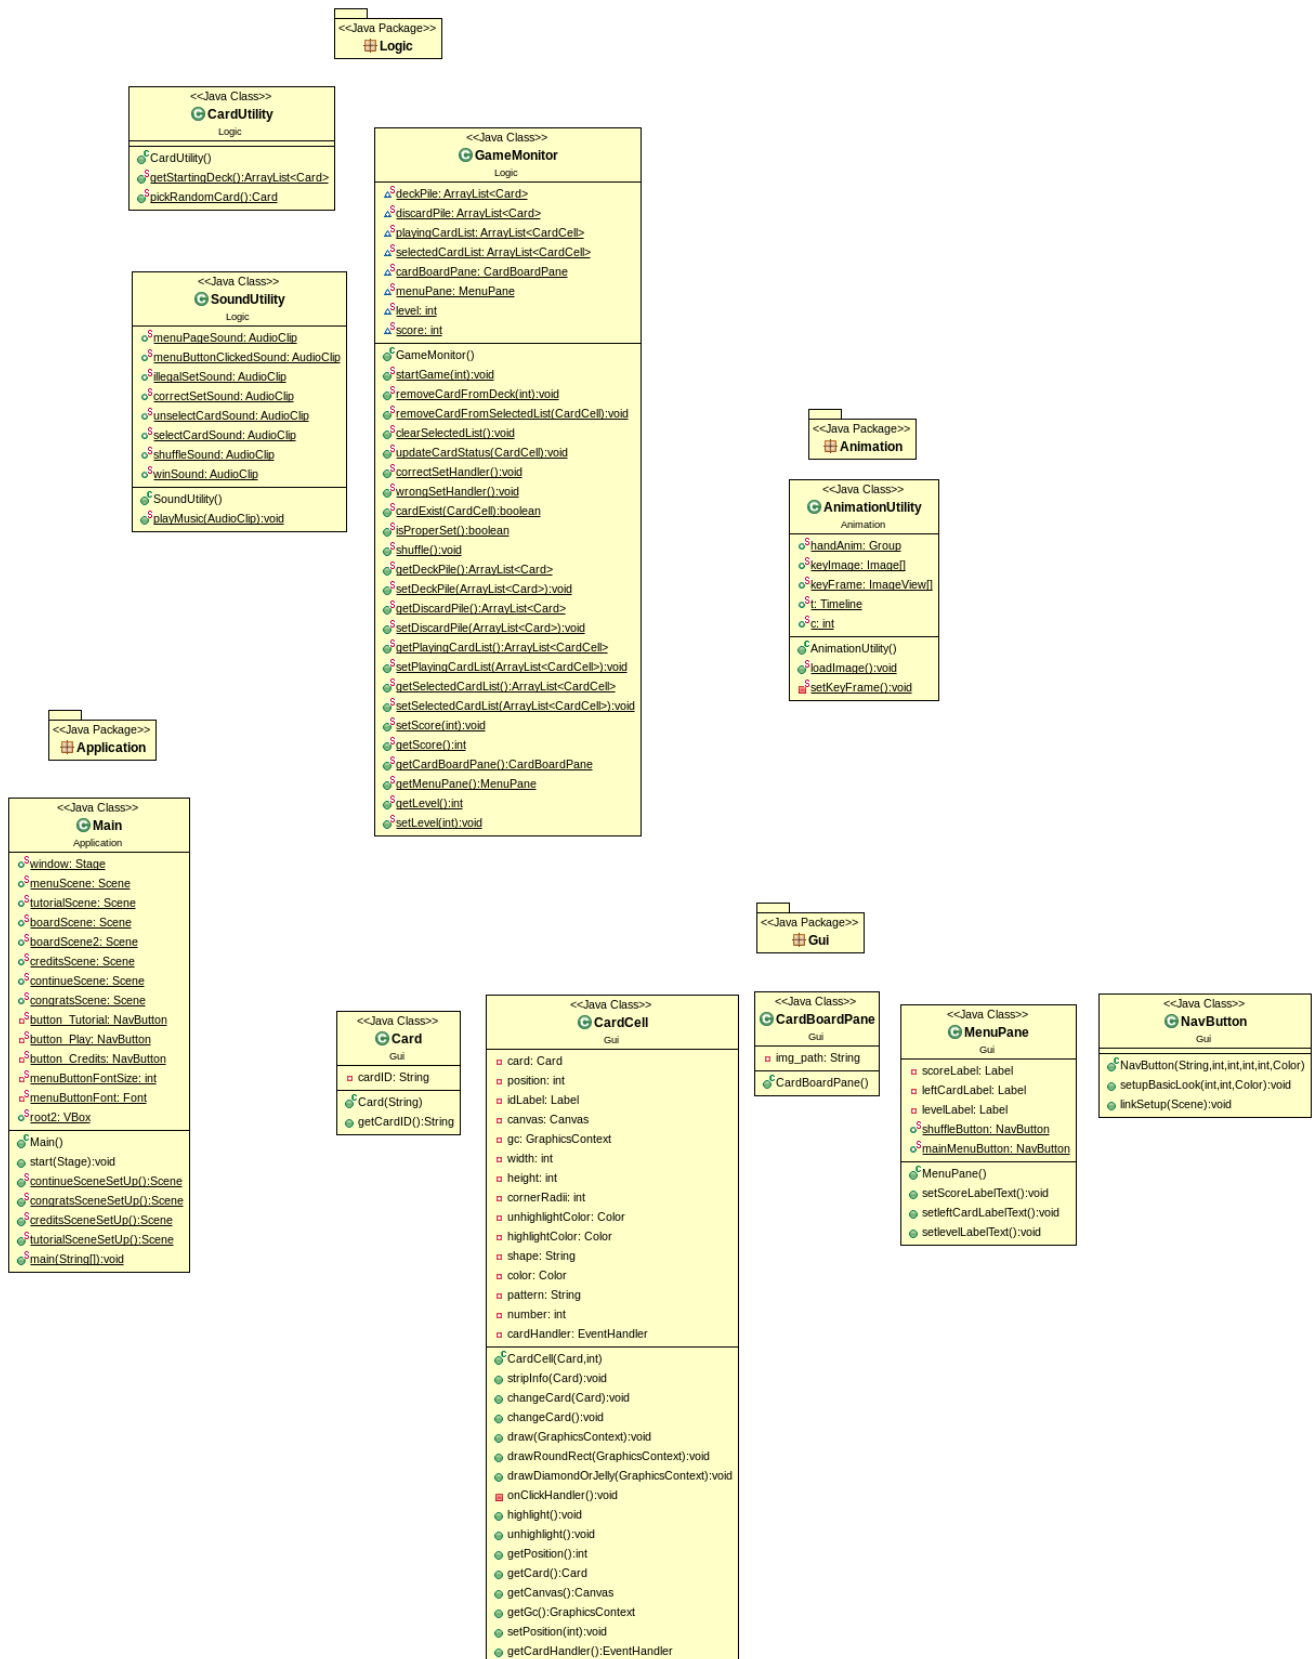 <<Java Package>>
Logic
<<Java Class>>
CardUtility
Logic
CardUtility()
getStartingDeck():ArrayList<Card>
pickRandomCard():Card
<<Java Class>>
GameMonitor
Logic
deckPile: ArrayList<Card>
discardPile: ArrayList<Card>
playingCardList: ArrayList<CardCell>
selectedCardList: ArrayList<CardCell>
cardBoardPane: CardBoardPane
menuPane: MenuPane
level: int
score: int
GameMonitor()
startGame(int):void
removeCardFromDeck(int):void
removeCardFromSelectedList(CardCell):void
clearSelectedList():void
updateCardStatus(CardCell):void
correctSetHandler():void
wrongSetHandler():void
cardExist(CardCell):boolean
isProperSet():boolean
shuffle():void
getDeckPile():ArrayList<Card>
setDeckPile(ArrayList<Card>):void
getDiscardPile():ArrayList<Card>
setDiscardPile(ArrayList<Card>):void
getPlayingCardList():ArrayList<CardCell>
setPlayingCardList(ArrayList<CardCell>):void
getSelectedCardList():ArrayList<CardCell>
setSelectedCardList(ArrayList<CardCell>):void
setScore(int):void
getScore():int
getCardBoardPane():CardBoardPane
getMenuPane():MenuPane
getLevel():int
setLevel(int):void
<<Java Class>>
SoundUtility
Logic
menuPageSound: AudioClip
menuButtonClickedSound: AudioClip
illegalSetSound: AudioClip
correctSetSound: AudioClip
unselectCardSound: AudioClip
selectCardSound: AudioClip
shuffleSound: AudioClip
winSound: AudioClip
SoundUtility()
playMusic(AudioClip):void
<<Java Package>>
Animation
<<Java Class>>
AnimationUtility
Animation
handAnim: Group
keyImage: Image[]
keyFrame: ImageView[]
t: Timeline
c: int
AnimationUtility()
loadImage():void
setKeyFrame():void
<<Java Package>>
Application
<<Java Class>>
Main
Application
window: Stage
menuScene: Scene
tutorialScene: Scene
boardScene: Scene
boardScene2: Scene
creditsScene: Scene
continueScene: Scene
congratsScene: Scene
button_Tutorial: NavButton
button_Play: NavButton
button_Credits: NavButton
menuButtonFontSize: int
menuButtonFont: Font
root2: VBox
Main()
start(Stage):void
continueSceneSetUp():Scene
congratsSceneSetUp():Scene
creditsSceneSetUp():Scene
tutorialSceneSetUp():Scene
main(String[]):void
<<Java Package>>
Gui
<<Java Class>>
Card
Gui
cardID: String
Card(String)
getCardID():String
<<Java Class>>
CardCell
Gui
card: Card
position: int
idLabel: Label
canvas: Canvas
gc: GraphicsContext
width: int
height: int
cornerRadii: int
unhighlightColor: Color
highlightColor: Color
shape: String
color: Color
pattern: String
number: int
cardHandler: EventHandler
CardCell(Card,int)
stripInfo(Card):void
changeCard(Card):void
changeCard():void
draw(GraphicsContext):void
drawRoundRect(GraphicsContext):void
drawDiamondOrJelly(GraphicsContext):void
onClickHandler():void
highlight():void
unhighlight():void
getPosition():int
getCard():Card
getCanvas():Canvas
getGc():GraphicsContext
setPosition(int):void
getCardHandler():EventHandler
<<Java Class>>
CardBoardPane
Gui
img_path: String
CardBoardPane()
<<Java Class>>
MenuPane
Gui
scoreLabel: Label
leftCardLabel: Label
levelLabel: Label
shuffleButton: NavButton
mainMenuButton: NavButton
MenuPane()
setScoreLabelText():void
setleftCardLabelText():void
setlevelLabelText():void
<<Java Class>>
NavButton
Gui
NavButton(String,int,int,int,int,Color)
setupBasicLook(int,int,Color):void
linkSetup(Scene):void